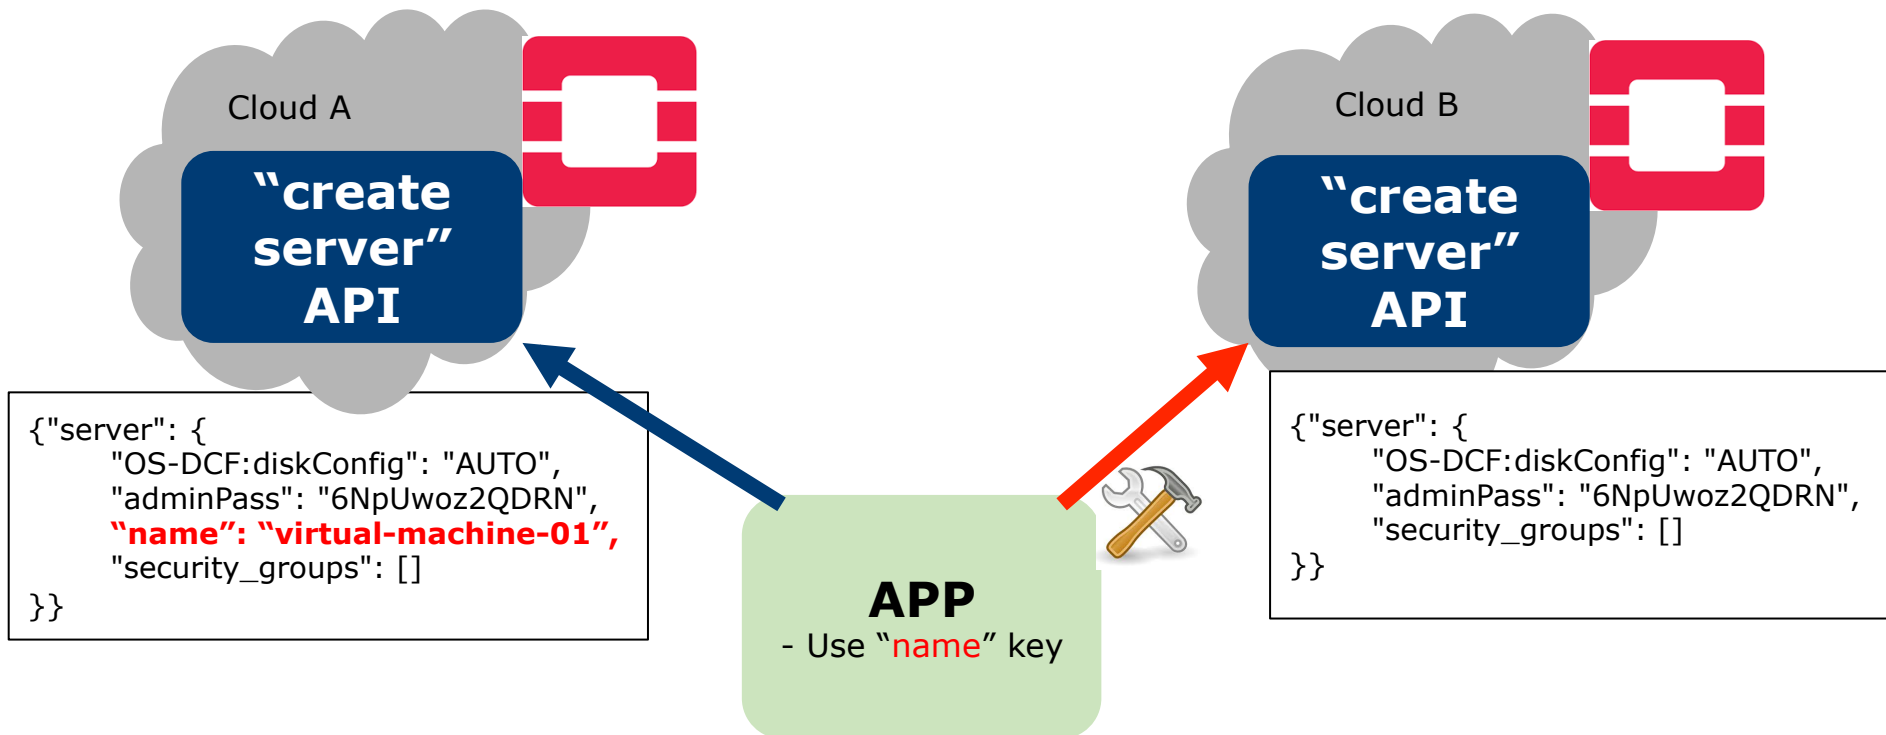 Cloud A
“create
server”
API
{"server": {
"OS-DCF:diskConfig": "AUTO",
"adminPass": "6NpUwoz2QDRN",
“name”: “virtual-machine-01”,
"security_groups": []
}}
APP
- Use “name” key
Cloud B
“create
server”
API
{"server": {
"OS-DCF:diskConfig": "AUTO",
"adminPass": "6NpUwoz2QDRN",
"security_groups": []
}}